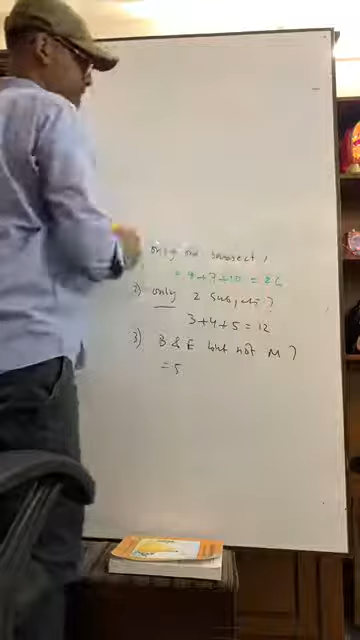 only one subject ?
= 9+7+10 = 26
2) only 2 subjects ?
3+4+5 = 12
3) B & E but not M ?
= 5